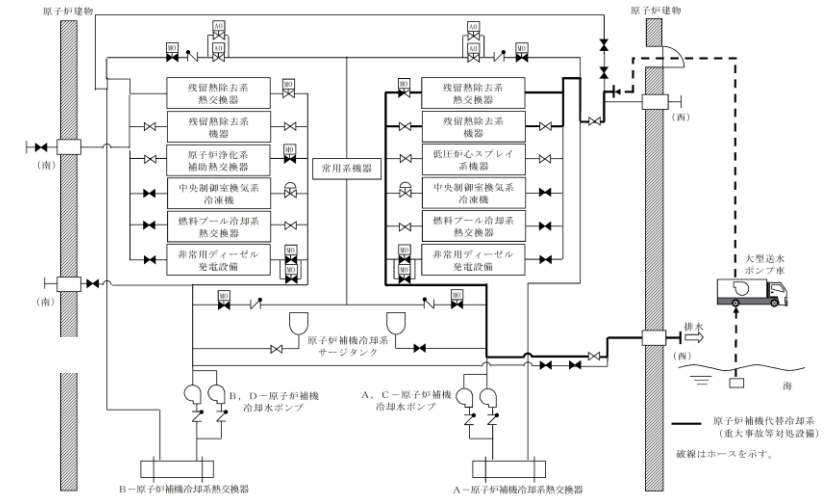 原子炉建物
原子炉建物
AO
AO
AO
AO
MO
MO
残留熱除去系
熱交換器
MO
MO
残留熱除去系
熱交換器
残留熱除去系
機器
残留熱除去系
機器
(西)
(南)
原子炉浄化系
補助熱交換器
MO
常用系機器
低圧炉心スプレイ
系機器
中央制御室換気系
冷凍機
中央制御室換気系
冷凍機
燃料プール冷却系
熱交換器
燃料プール冷却系
熱交換器
非常用ディーゼル
発電設備
MO
MO
MO
MO
非常用ディーゼル
発電設備
大型送水
ポンプ車
(南)
MO
MO
原子炉補機冷却系
サージタンク
排水
(西)
海
B,D-原子炉補機
冷却水ポンプ
A,C-原子炉補機
冷却水ポンプ
原子炉補機代替冷却系
(重大事故等対処設備)
破線はホースを示す。
B-原子炉補機冷却系熱交換器
A-原子炉補機冷却系熱交換器